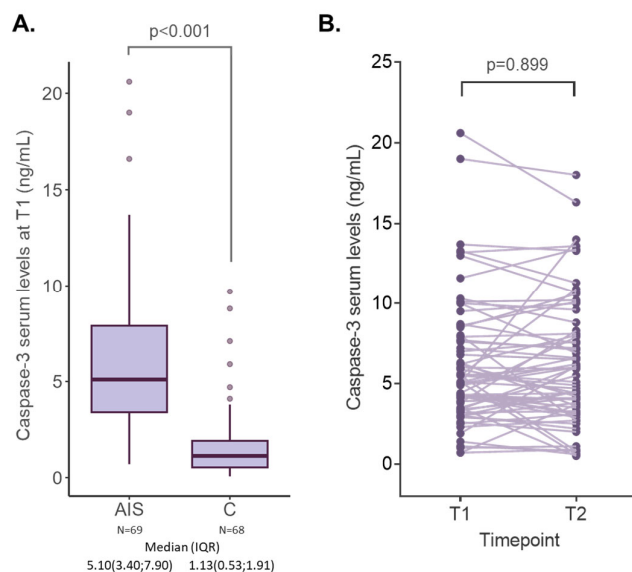 A.
p<0.001
Caspase-3 serum levels at T1 (ng/mL)
20
15
10
5
0
AIS
C
N=69
N=68
Median (IQR)
5.10(3.40;7.90)
1.13(0.53;1.91)
B.
p=0.899
Caspase-3 serum levels (ng/mL)
25
20
15
10
5
0
T1
T2
Timepoint